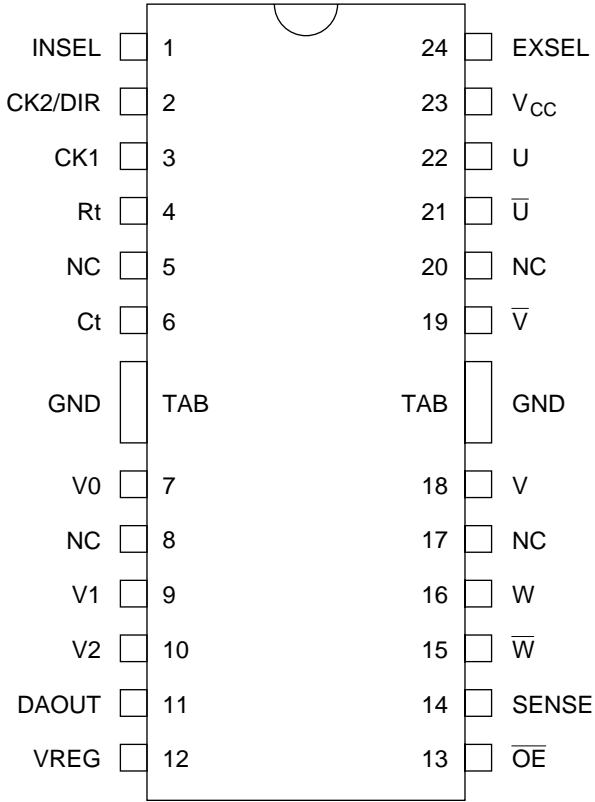 INSEL 1 24 EXSEL
CK2/DIR 2 23 V_CC
CK1 3 22 U
Rt 4 21 U̅
NC 5 20 NC
Ct 6 19 V̅
GND TAB TAB GND
V0 7 18 V
NC 8 17 NC
V1 9 16 W
V2 10 15 W̅
DAOUT 11 14 SENSE
VREG 12 13 O̅E̅